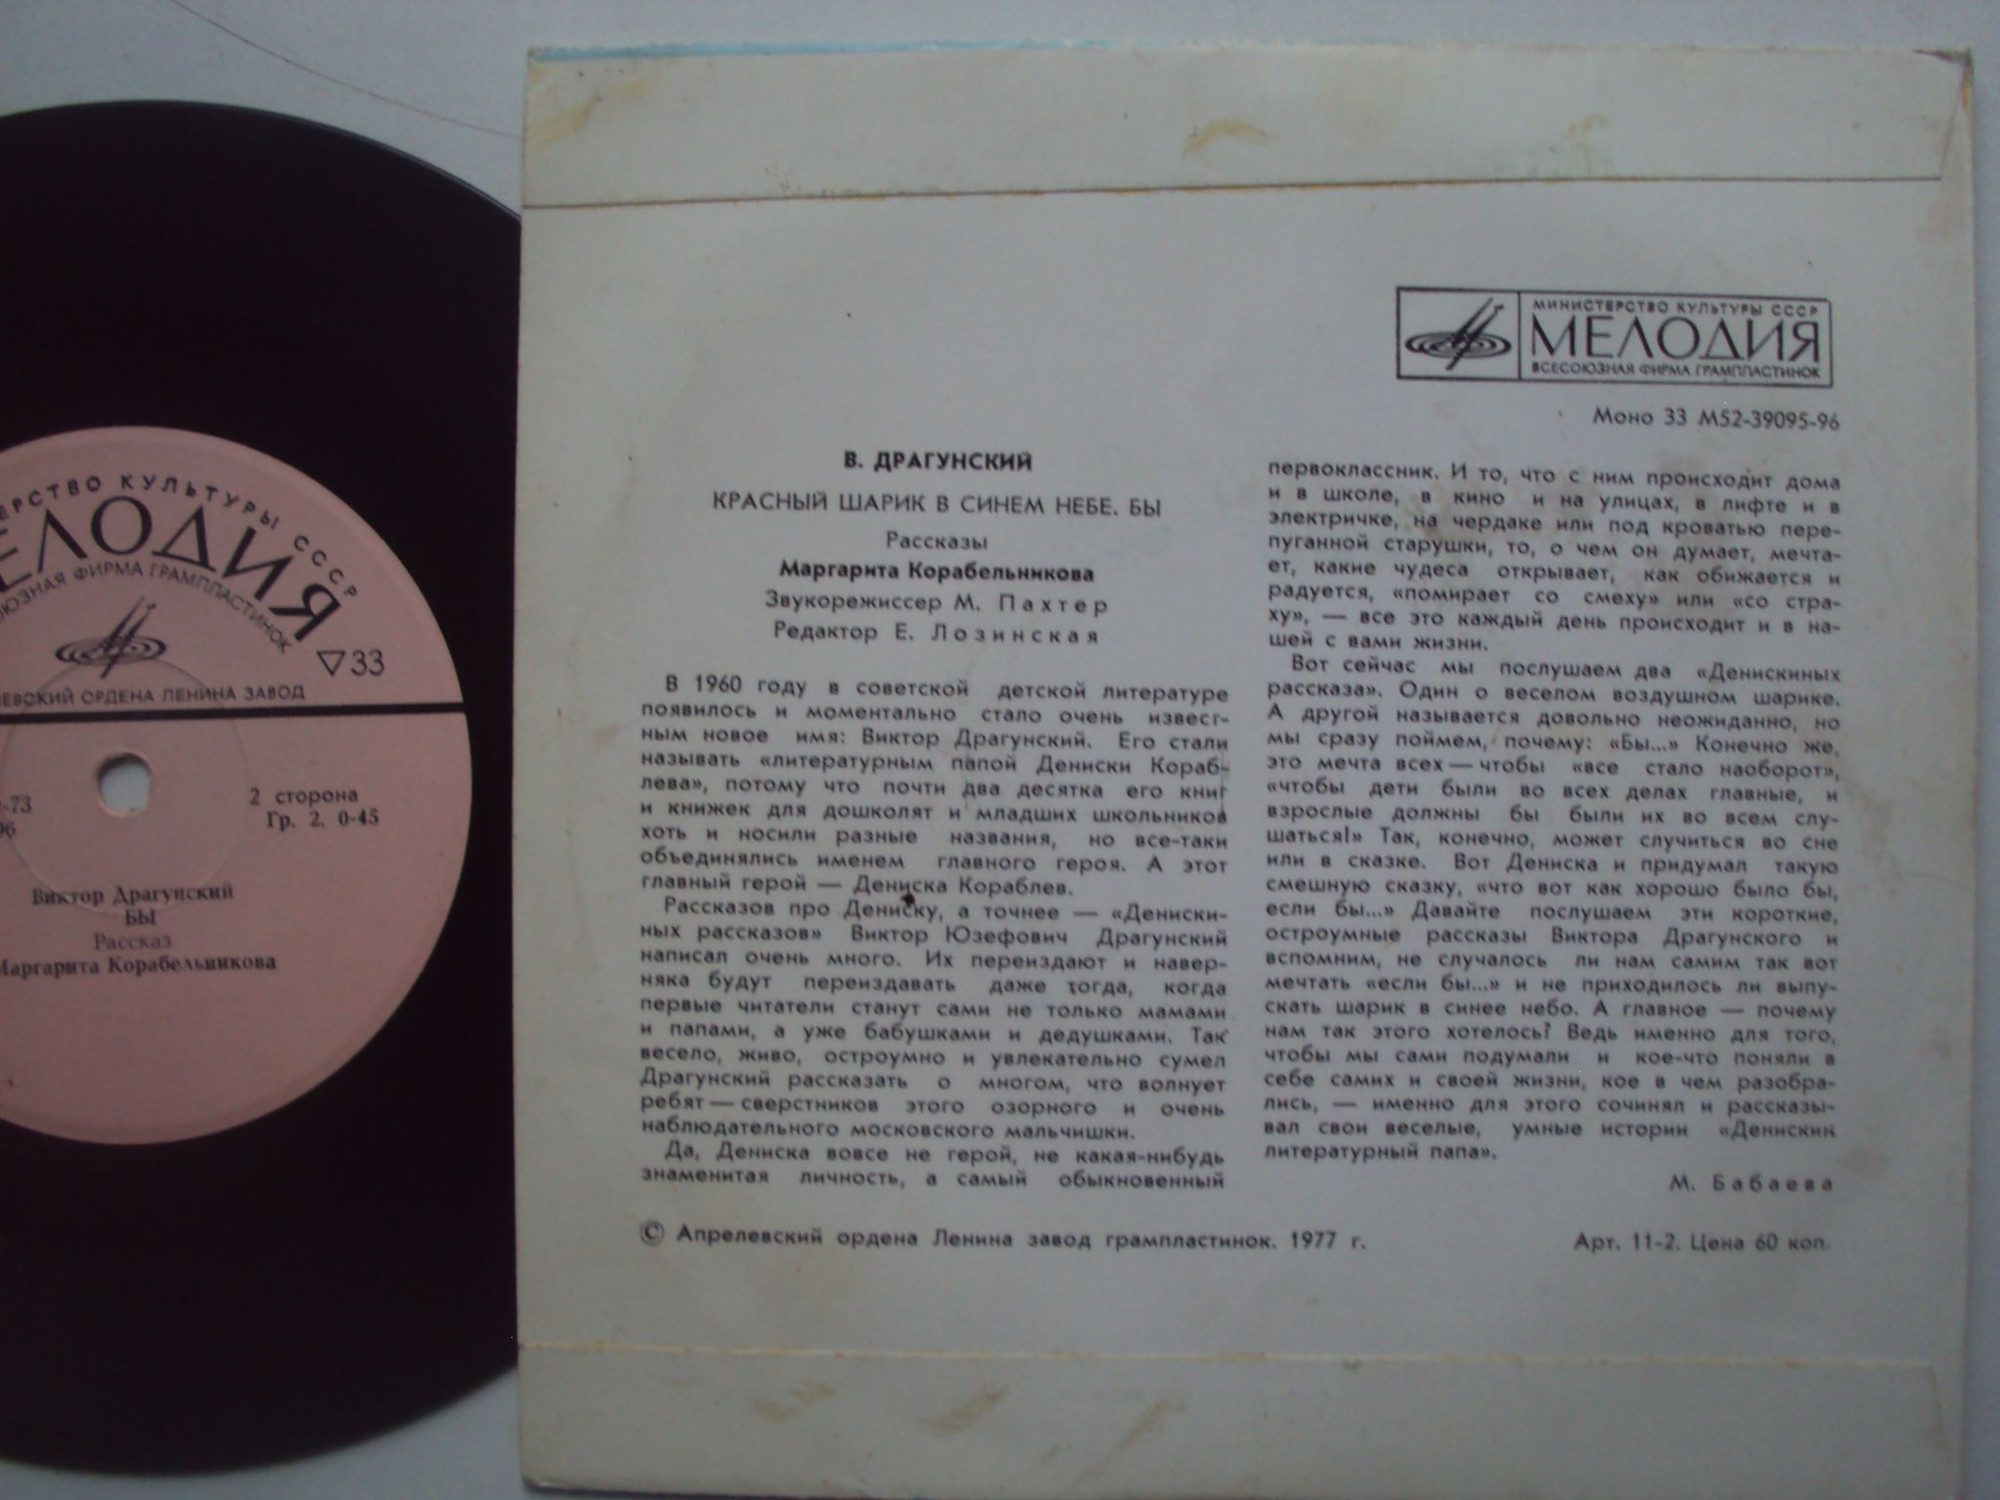 КУЛЬТУРЫ СССР
ФИРМА ГРАМПЛАСТИНОК
▽33
ОРДЕНА ЛЕНИНА ЗАВОД
-73
96
2 сторона
Гр. 2. 0-45
Виктор Драгунский
БЫ
Рассказ
Маргарита Корабельникова
МИНИСТЕРСТВО КУЛЬТУРЫ СССР
МЕЛОДИЯ
ВСЕСОЮЗНАЯ ФИРМА ГРАМПЛАСТИНОК
Моно 33 М52-39095-96
В. ДРАГУНСКИЙ
КРАСНЫЙ ШАРИК В СИНЕМ НЕБЕ. БЫ
Рассказы
Маргарита Корабельникова
Звукорежиссер М. Пахтер
Редактор Е. Лозинская
В 1960 году в советской детской литературе
появилось и моментально стало очень извест-
ным новое имя: Виктор Драгунский. Его стали
называть «литературным папой Дениски Кораб-
лева», потому что почти два десятка его книг
и книжек для дошколят и младших школьников
хоть и носили разные названия, но все-таки
объединялись именем главного героя. А этот
главный герой — Дениска Кораблев.
Рассказов про Дениску, а точнее — «Дениски-
ных рассказов» Виктор Юзефович Драгунский
написал очень много. Их переиздают и навер-
няка будут переиздавать даже тогда, когда
первые читатели станут сами не только мамами
и папами, а уже бабушками и дедушками. Так
весело, живо, остроумно и увлекательно сумел
Драгунский рассказать о многом, что волнует
ребят — сверстников этого озорного и очень
наблюдательного московского мальчишки.
Да, Дениска вовсе не герой, не какая-нибудь
знаменитая личность, а самый обыкновенный
первоклассник. И то, что с ним происходит дома
и в школе, в кино и на улицах, в лифте и в
электричке, на чердаке или под кроватью пере-
пуганной старушки, то, о чем он думает, мечта-
ет, какие чудеса открывает, как обижается и
радуется, «помирает со смеху» или «со стра-
ху», — все это каждый день происходит и в на-
шей с вами жизни.
Вот сейчас мы послушаем два «Денискиных
рассказа». Один о веселом воздушном шарике.
А другой называется довольно неожиданно, но
мы сразу поймем, почему: «Бы...» Конечно же,
это мечта всех — чтобы «все стало наоборот»,
«чтобы дети были во всех делах главные, и
взрослые должны бы были их во всем слу-
шаться!» Так, конечно, может случиться во сне
или в сказке. Вот Дениска и придумал такую
смешную сказку, «что вот как хорошо было бы,
если бы...» Давайте послушаем эти короткие,
остроумные рассказы Виктора Драгунского и
вспомним, не случалось ли нам самим так вот
мечтать «если бы...» и не приходилось ли выпу-
скать шарик в синее небо. А главное — почему
нам так этого хотелось? Ведь именно для того,
чтобы мы сами подумали и кое-что поняли в
себе самих и своей жизни, кое в чем разобра-
лись, — именно для этого сочинял и рассказы-
вал свои веселые, умные истории «Денискин
литературный папа».
М. Бабаева
© Апрелевский ордена Ленина завод грампластинок. 1977 г.
Арт. 11-2. Цена 60 коп.